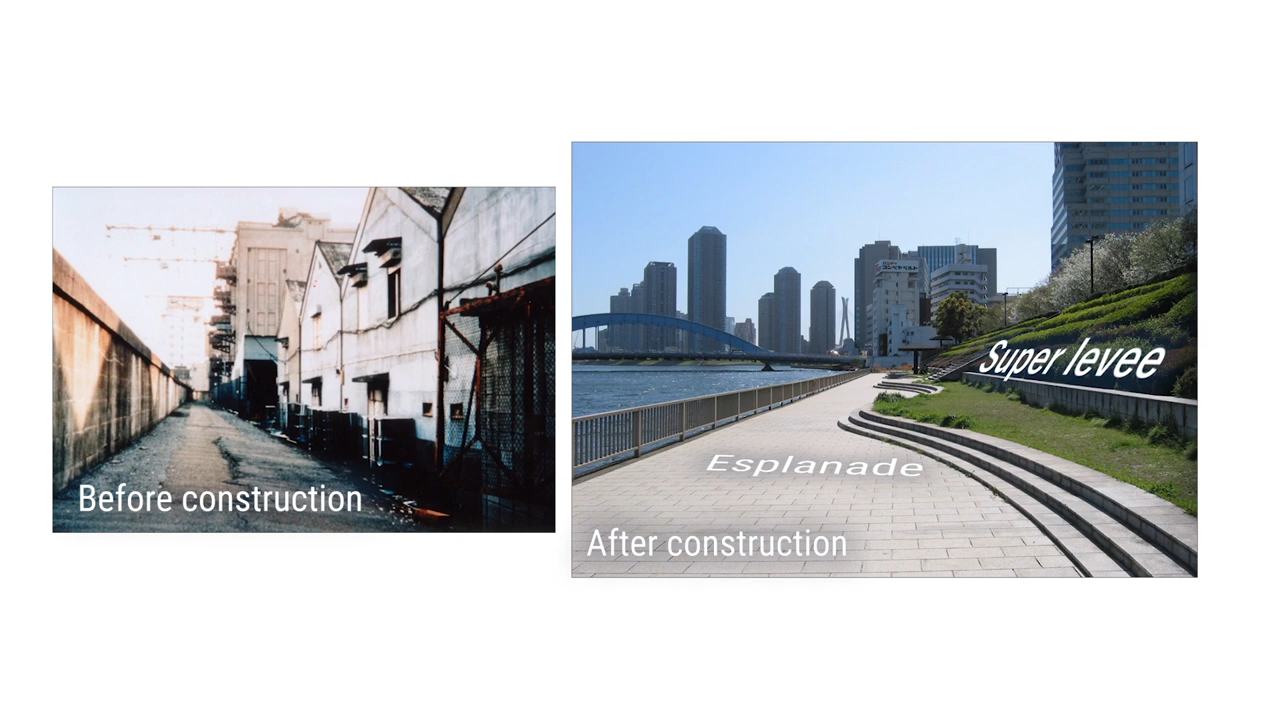 Before construction
After construction
Esplanade
Super levee